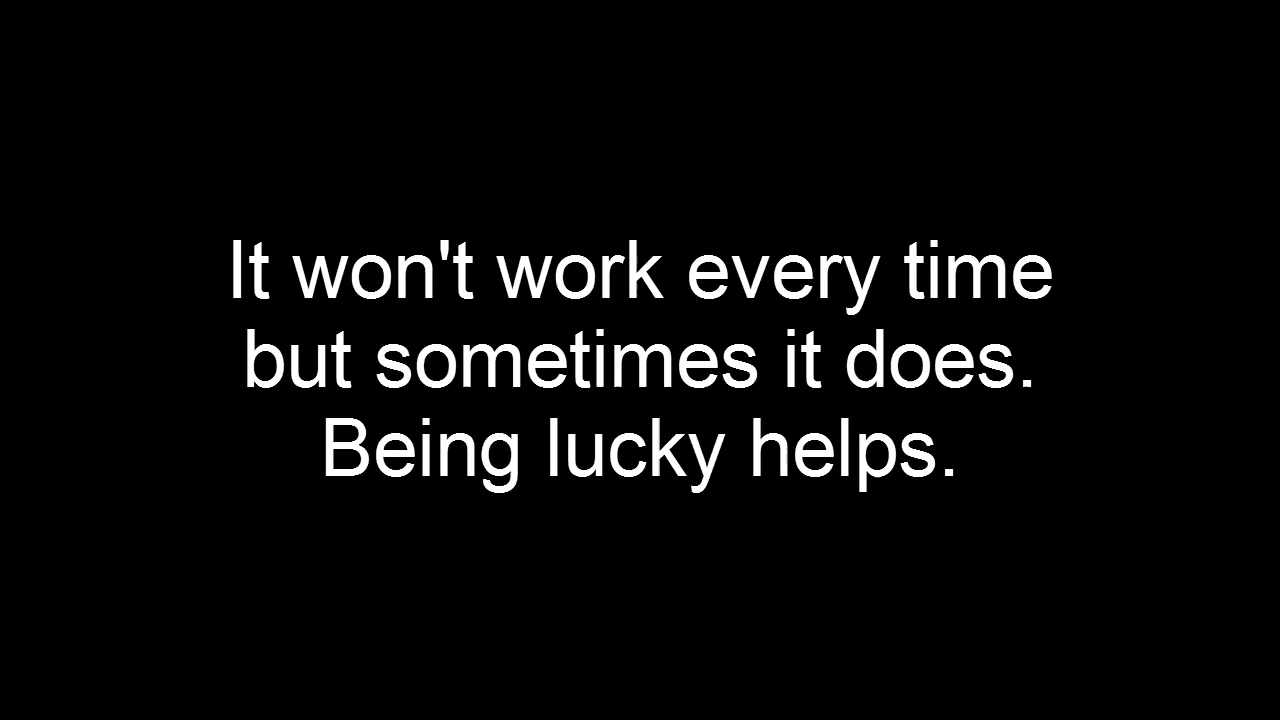 It won't work every time
but sometimes it does.
Being lucky helps.